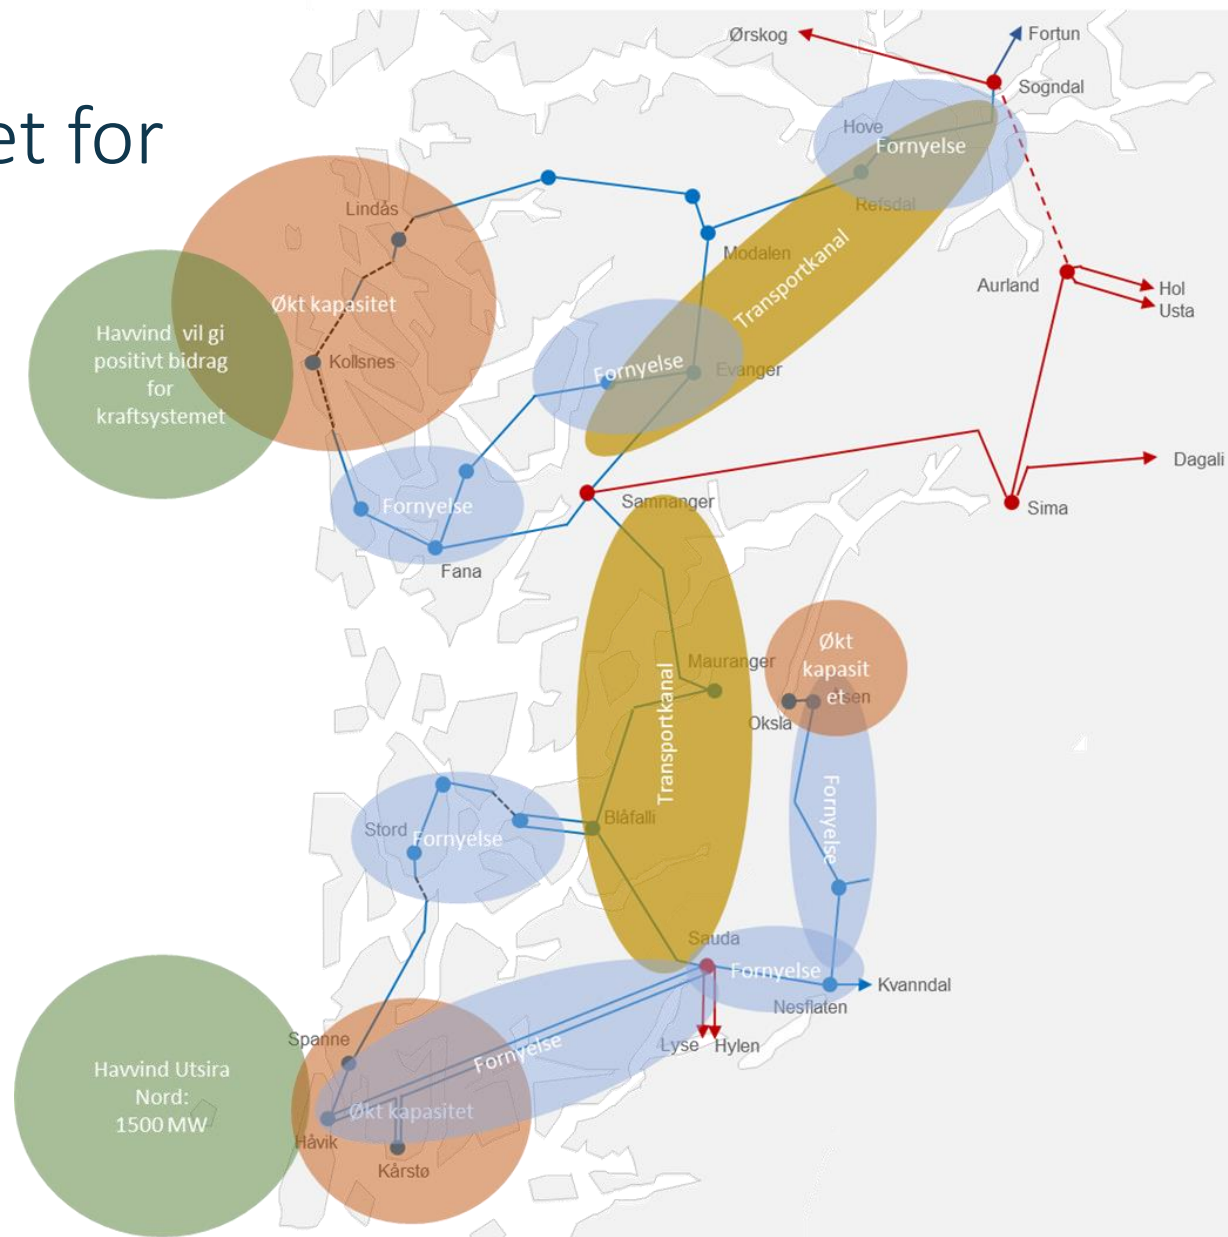 et for
Ørskog
Fortun
Sogndal
Hove
Fornyelse
Refsdal
Lindås
Modalen
Transportkanal
Aurland
Hol
Usta
Økt kapasitet
Havvind vil gi
positivt bidrag
for
kraftsystemet
Kollsnes
Fornyelse
Evanger
Dagali
Samnanger
Sima
Fornyelse
Fana
Økt
kapasit
et
Mauranger
Transportkanal
Oksla
Fornyelse
Stord
Fornyelse
Blåfalli
Sauda
Fornyelse
Kvanndal
Nesflaten
Spanne
Lyse
Hylen
Fornyelse
Havvind Utsira
Nord:
1500 MW
Økt kapasitet
Håvik
Kårstø